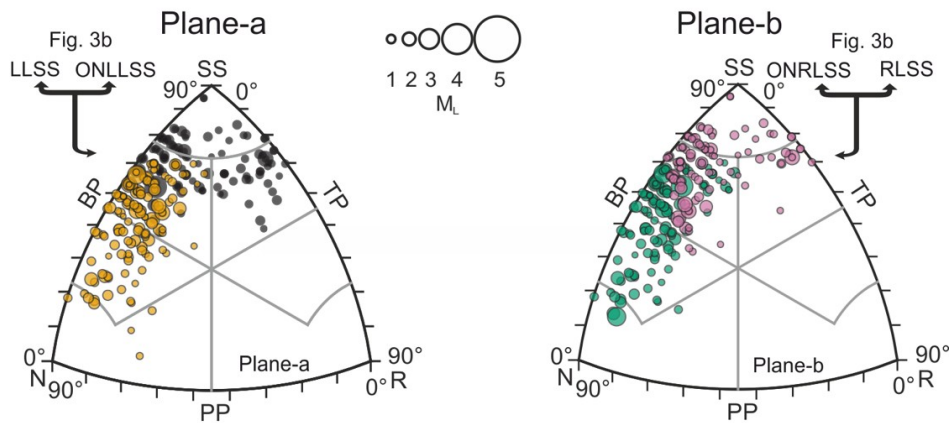 Plane-a
Plane-b
Fig. 3b
LLSS ONLLSS
SS
90°
0°
BP
TP
0°
N
90°
Plane-a
90°
0° R
PP
1 2 3 4 5
M_L
Fig. 3b
ONRLSS RLSS
SS
90°
0°
BP
TP
0°
N
90°
Plane-b
90°
0° R
PP